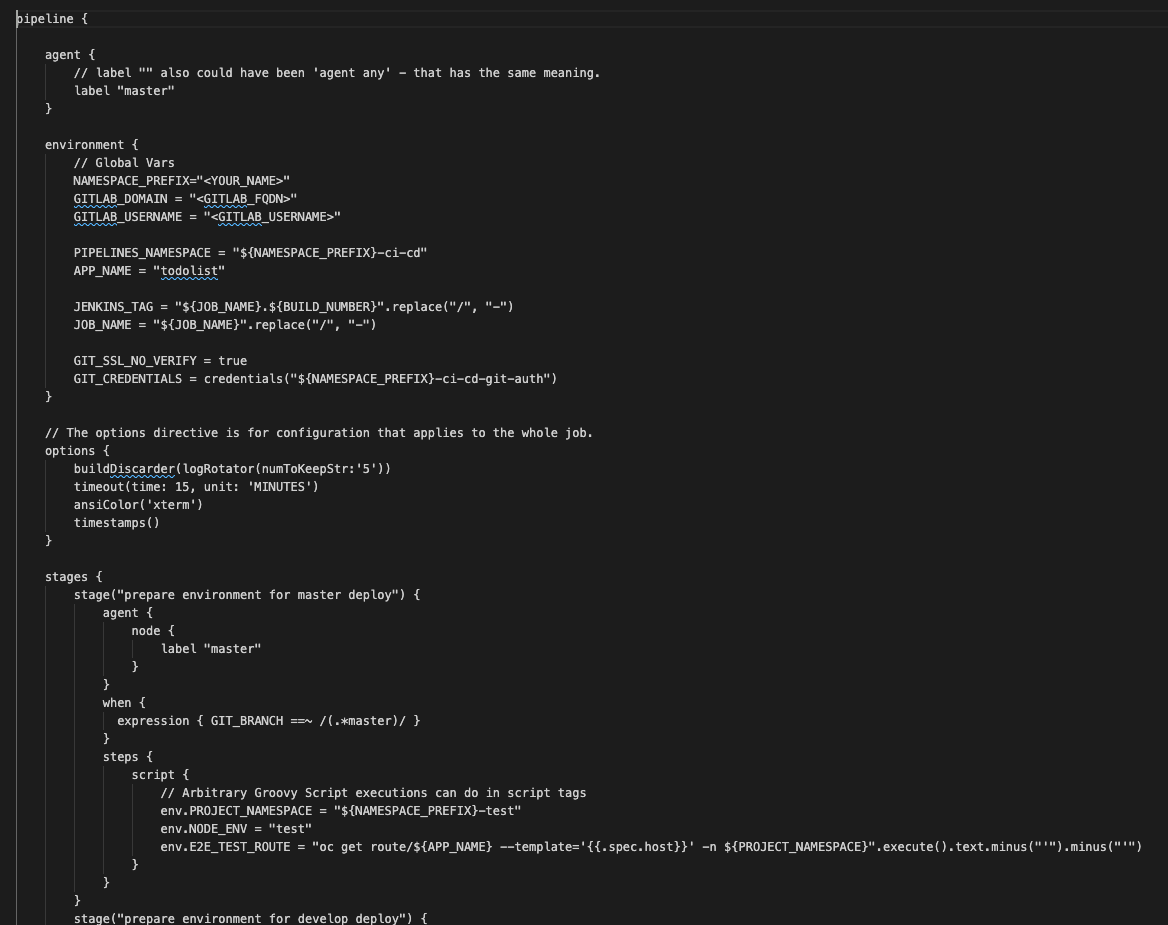 pipeline {
agent {
// label "" also could have been 'agent any' - that has the same meaning.
label "master"
}
environment {
// Global Vars
NAMESPACE_PREFIX="<YOUR_NAME>"
GITLAB_DOMAIN = "<GITLAB_FQDN>"
GITLAB_USERNAME = "<GITLAB_USERNAME>"
PIPELINES_NAMESPACE = "${NAMESPACE_PREFIX}-ci-cd"
APP_NAME = "todolist"
JENKINS_TAG = "${JOB_NAME}.${BUILD_NUMBER}".replace("/", "-")
JOB_NAME = "${JOB_NAME}".replace("/", "-")
GIT_SSL_NO_VERIFY = true
GIT_CREDENTIALS = credentials("${NAMESPACE_PREFIX}-ci-cd-git-auth")
}
// The options directive is for configuration that applies to the whole job.
options {
buildDiscarder(logRotator(numToKeepStr:'5'))
timeout(time: 15, unit: 'MINUTES')
ansiColor('xterm')
timestamps()
}
stages {
stage("prepare environment for master deploy") {
agent {
node {
label "master"
}
}
when {
expression { GIT_BRANCH ==~ /(.*master)/ }
}
steps {
script {
// Arbitrary Groovy Script executions can do in script tags
env.PROJECT_NAMESPACE = "${NAMESPACE_PREFIX}-test"
env.NODE_ENV = "test"
env.E2E_TEST_ROUTE = "oc get route/${APP_NAME} --template='{{.spec.host}}' -n ${PROJECT_NAMESPACE}".execute().text.minus("'").minus("'")
}
}
}
stage("prepare environment for develop deploy") {